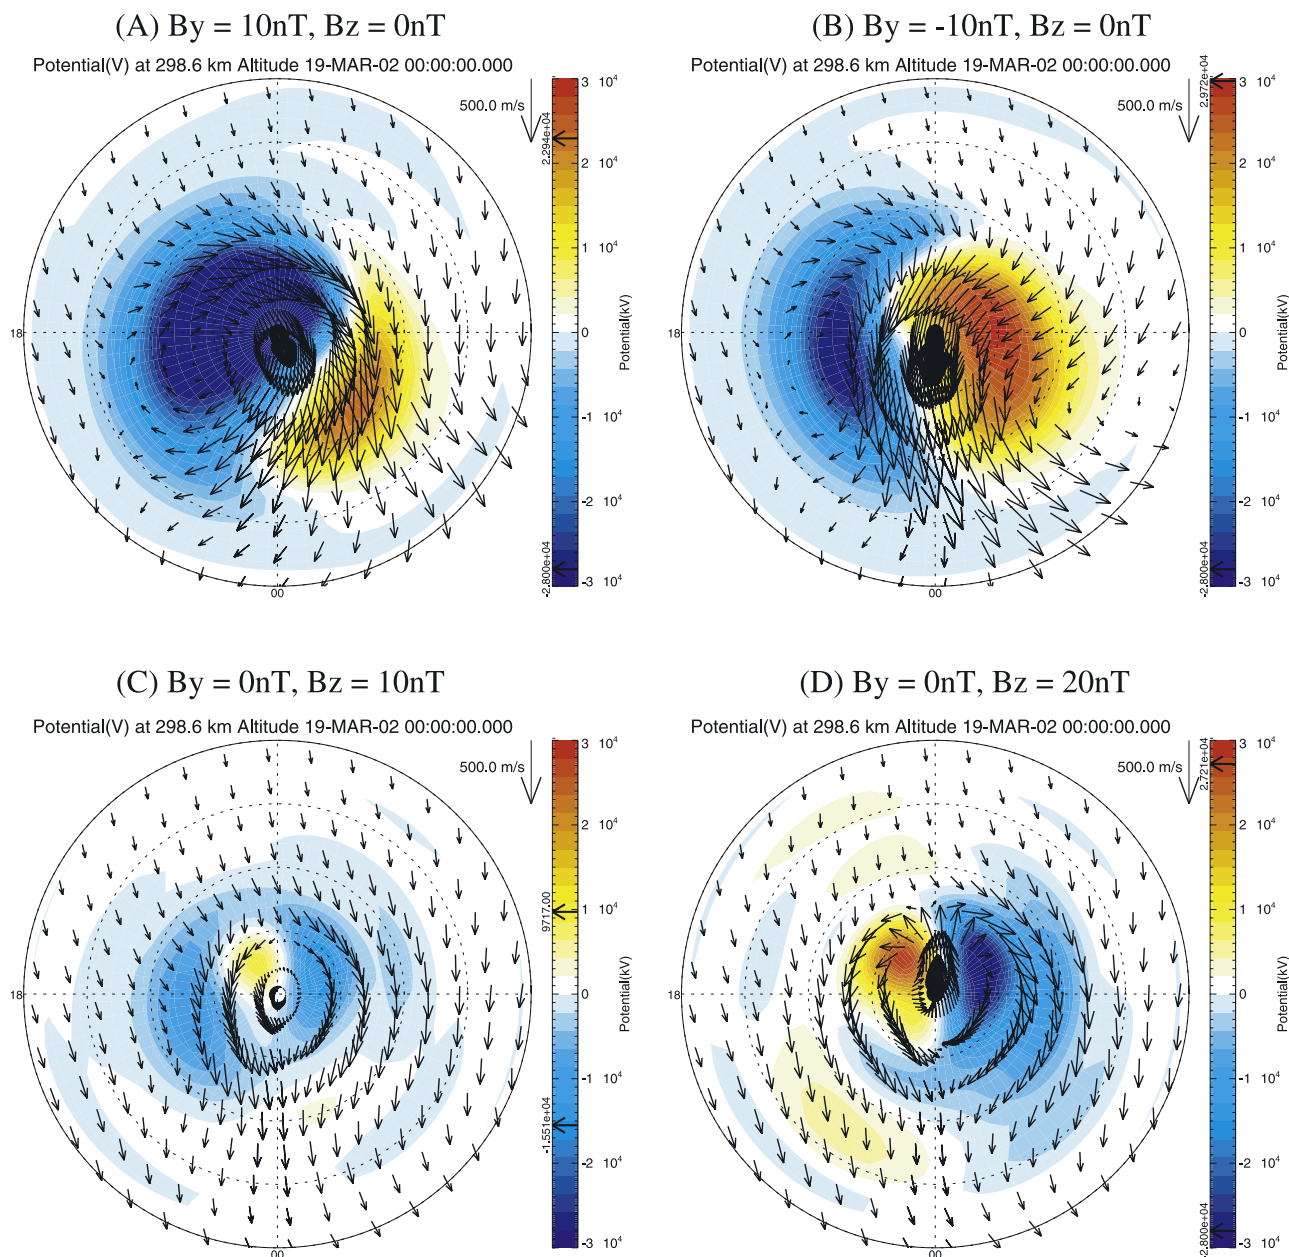 (A) By = 10nT, Bz = 0nT
Potential(V) at 298.6 km Altitude 19-MAR-02 00:00:00.000
500.0 m/s
18
00
3 10⁴
2 10⁴
1 10⁴
0
-1 10⁴
-2 10⁴
-3 10⁴
2.294e+04
-2.800e+04
Potential(kV)
(B) By = -10nT, Bz = 0nT
Potential(V) at 298.6 km Altitude 19-MAR-02 00:00:00.000
500.0 m/s
18
00
3 10⁴
2 10⁴
1 10⁴
0
-1 10⁴
-2 10⁴
-3 10⁴
2.972e+04
-2.800e+04
Potential(kV)
(C) By = 0nT, Bz = 10nT
Potential(V) at 298.6 km Altitude 19-MAR-02 00:00:00.000
500.0 m/s
18
00
3 10⁴
2 10⁴
1 10⁴
0
-1 10⁴
-2 10⁴
-3 10⁴
9717.00
-1.551e+04
Potential(kV)
(D) By = 0nT, Bz = 20nT
Potential(V) at 298.6 km Altitude 19-MAR-02 00:00:00.000
500.0 m/s
18
00
3 10⁴
2 10⁴
1 10⁴
0
-1 10⁴
-2 10⁴
-3 10⁴
2.721e+04
-2.800e+04
Potential(kV)